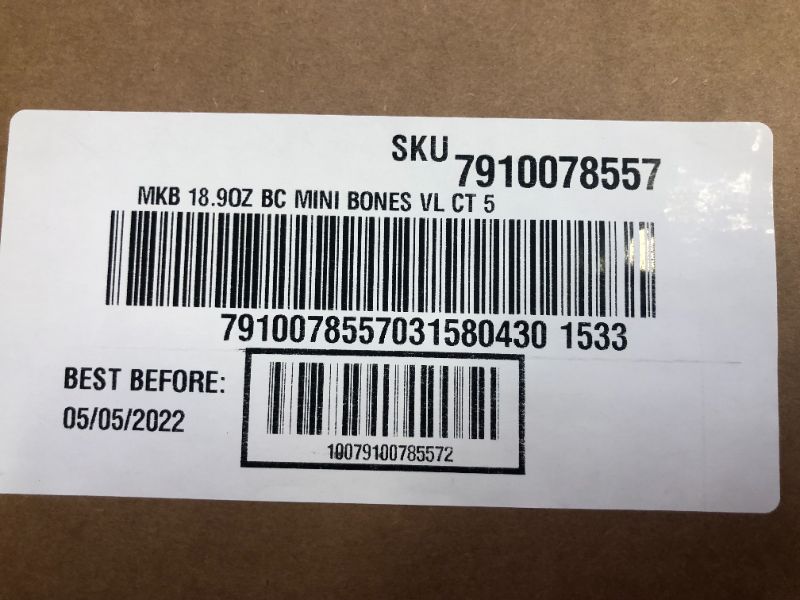 SKU 7910078557
MKB 18.9OZ BC MINI BONES VL CT 5
7910078557031580430 1533
BEST BEFORE:
05/05/2022
10079100785572